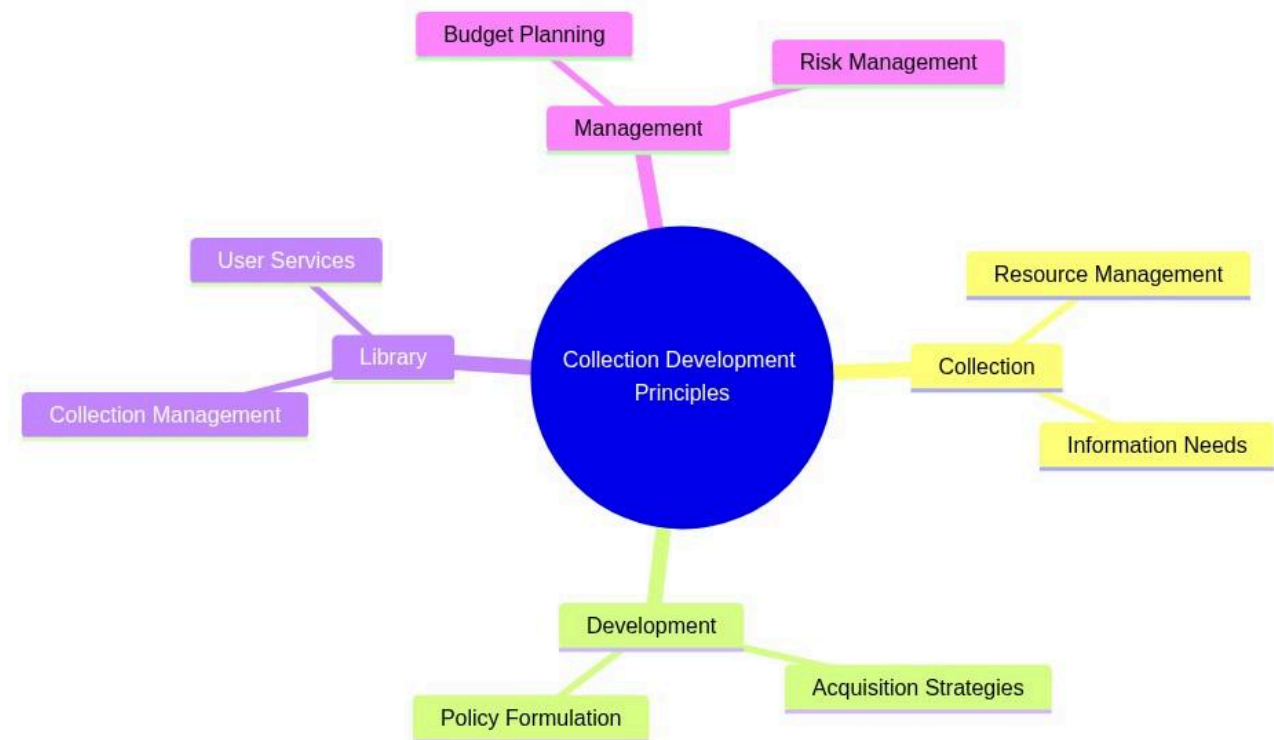 Budget Planning
Risk Management
Management
User Services
Resource Management
Library
Collection Development
Principles
Collection
Collection Management
Information Needs
Development
Acquisition Strategies
Policy Formulation